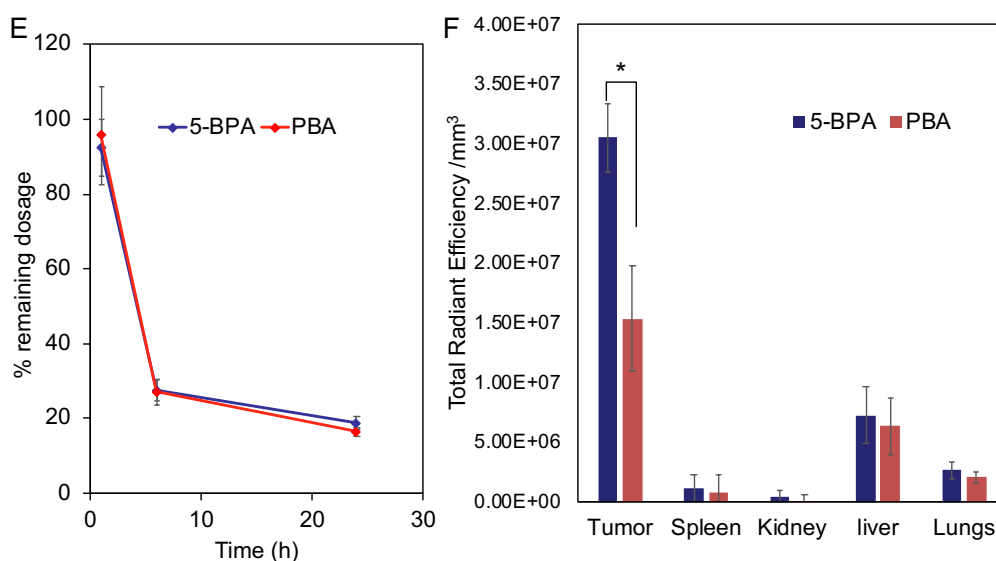 E
120
100
80
60
40
20
0
% remaining dosage
5-BPA PBA
0 10 20 30
Time (h)
F
4.00E+07
3.50E+07
3.00E+07
2.50E+07
2.00E+07
1.50E+07
1.00E+07
5.00E+06
0.00E+00
Total Radiant Efficiency /mm³
*
5-BPA PBA
Tumor Spleen Kidney liver Lungs